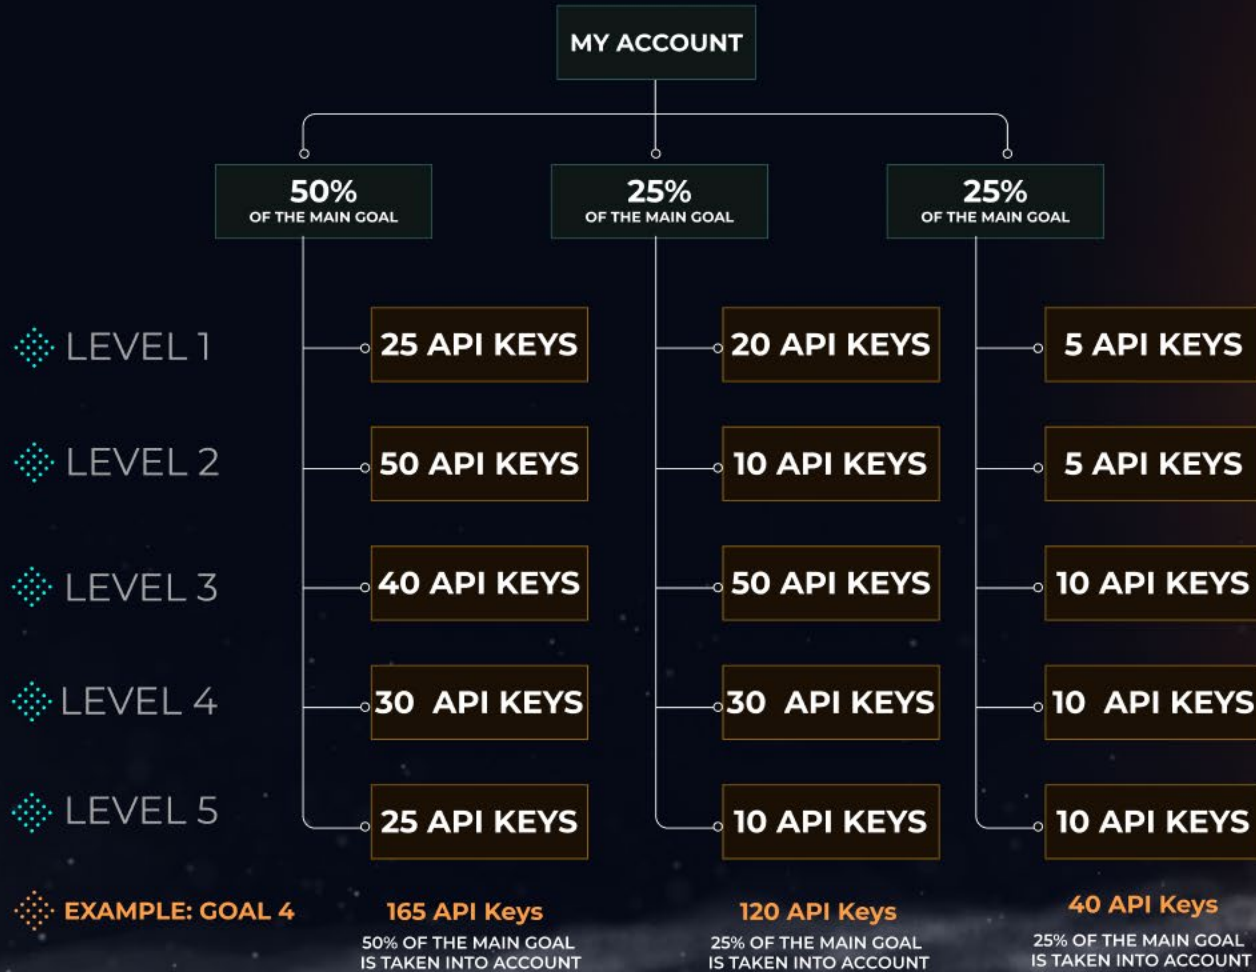 MY ACCOUNT
50%
OF THE MAIN GOAL
25%
OF THE MAIN GOAL
25%
OF THE MAIN GOAL
LEVEL 1
25 API KEYS
20 API KEYS
5 API KEYS
LEVEL 2
50 API KEYS
10 API KEYS
5 API KEYS
LEVEL 3
40 API KEYS
50 API KEYS
10 API KEYS
LEVEL 4
30 API KEYS
30 API KEYS
10 API KEYS
LEVEL 5
25 API KEYS
10 API KEYS
10 API KEYS
EXAMPLE: GOAL 4
165 API Keys
50% OF THE MAIN GOAL
IS TAKEN INTO ACCOUNT
120 API Keys
25% OF THE MAIN GOAL
IS TAKEN INTO ACCOUNT
40 API Keys
25% OF THE MAIN GOAL
IS TAKEN INTO ACCOUNT